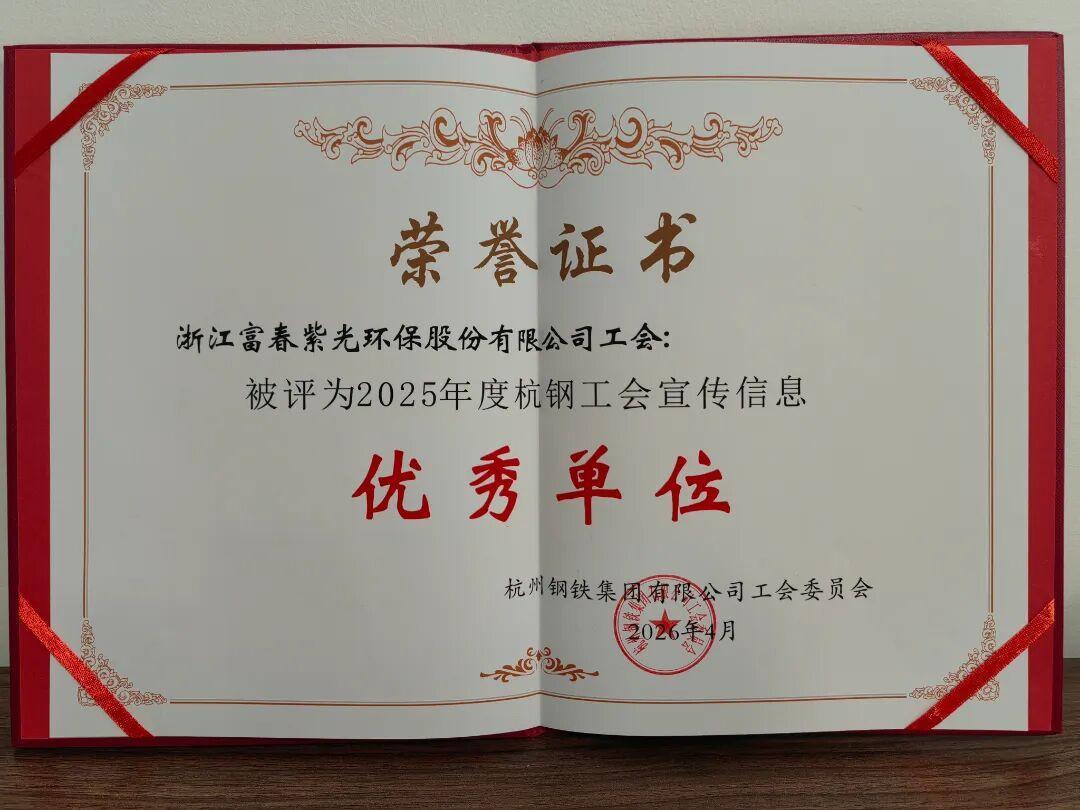 荣誉证书
浙江富春紫光环保股份有限公司工会:
被评为2025年度杭钢工会宣传信息
优秀单位
杭州钢铁集团有限公司工会委员会
2026年4月